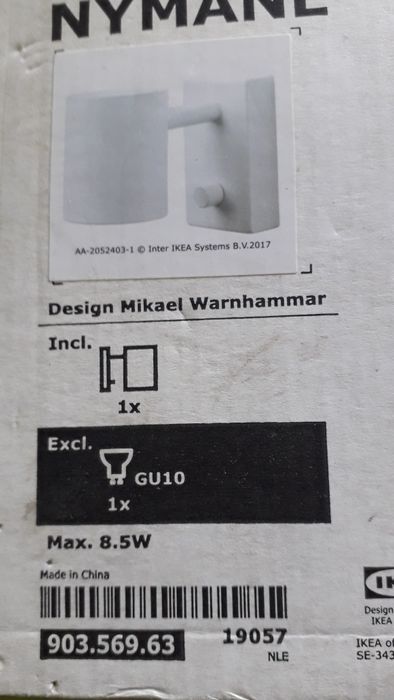 NYMÅNE
AA-2052403-1 © Inter IKEA Systems B.V.2017
Design Mikael Warnhammar
Incl.
1x
Excl.
GU10
1x
Max. 8.5W
Made in China
903.569.63
19057
NLE
Design
IKEA
IKEA of
SE-343